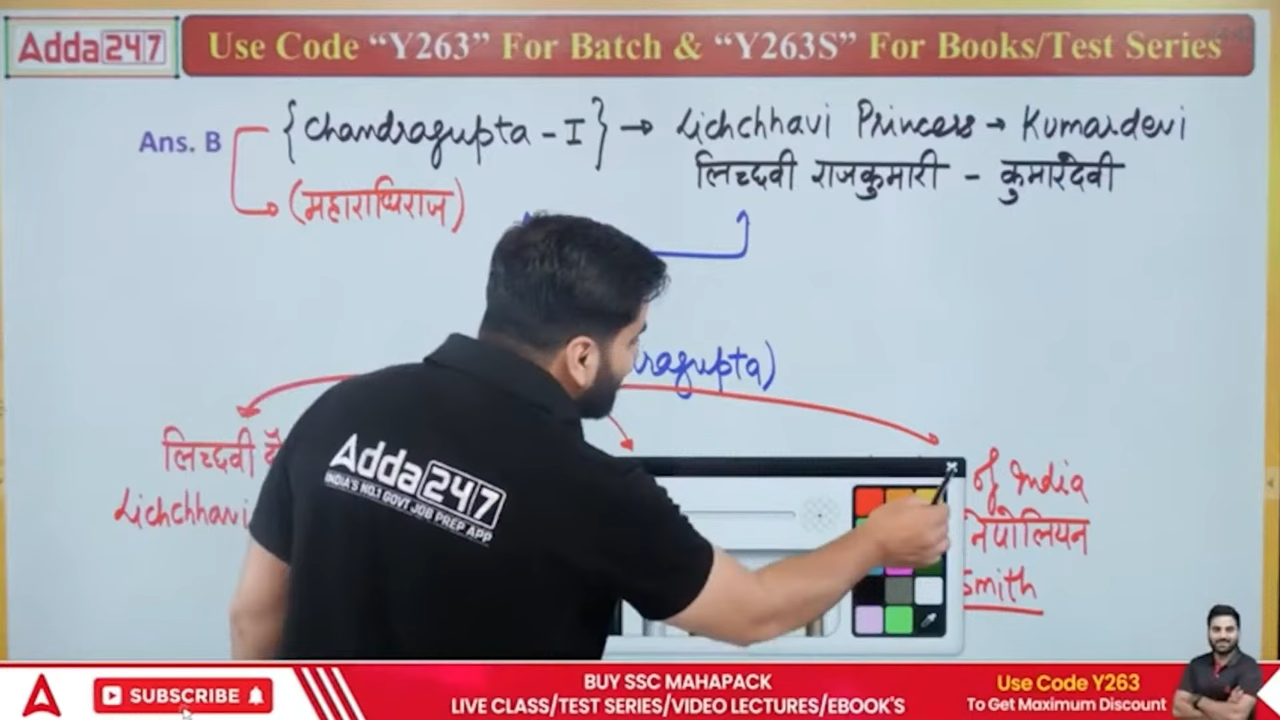 Adda247
Use Code “Y263” For Batch & “Y263S” For Books/Test Series
Ans. B
{Chandragupta - I} → Lichchhavi Princess → Kumardevi
(महाराधिराज)
लिच्छवी राजकुमारी - कुमारदेवी
ragupta)
लिच्छवी
Lichchhavi
of India
नेपोलियन
Smith
Adda247
INDIA'S NO.1 GOVT JOB PREP APP
SUBSCRIBE
BUY SSC MAHAPACK
LIVE CLASS/TEST SERIES/VIDEO LECTURES/EBOOK'S
Use Code Y263
To Get Maximum Discount